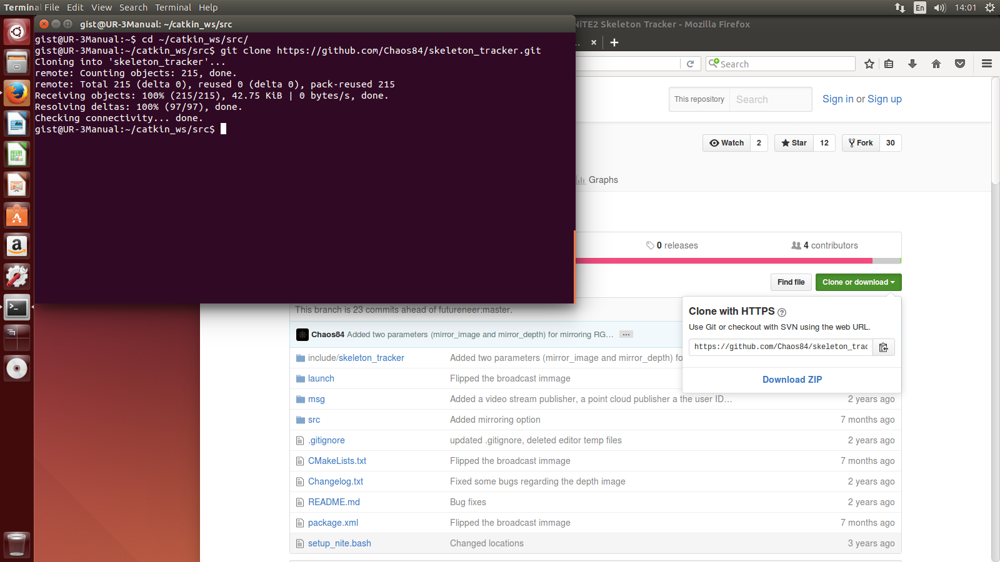 Terminal File Edit View Search Terminal Help
En
14:01
gist@UR-3Manual: ~/catkin_ws/src
NiTE2 Skeleton Tracker - Mozilla Firefox
gist@UR-3Manual:~$ cd ~/catkin_ws/src/
gist@UR-3Manual:~/catkin_ws/src$ git clone https://github.com/Chaos84/skeleton_tracker.git
Cloning into 'skeleton_tracker'...
remote: Counting objects: 215, done.
remote: Total 215 (delta 0), reused 0 (delta 0), pack-reused 215
Receiving objects: 100% (215/215), 42.75 KiB | 0 bytes/s, done.
Resolving deltas: 100% (97/97), done.
Checking connectivity... done.
gist@UR-3Manual:~/catkin_ws/src$
Search
This repository
Search
Sign in or Sign up
Watch 2
Star 12
Fork 30
Graphs
0 releases
4 contributors
Find file
Clone or download
Clone with HTTPS ?
Use Git or checkout with SVN using the web URL.
https://github.com/Chaos84/skeleton_trac
Download ZIP
This branch is 23 commits ahead of futureneer:master.
Chaos84 Added two parameters (mirror_image and mirror_depth) for mirroring RG… …
include/skeleton_tracker Added two parameters (mirror_image and mirror_depth) fo
launch Flipped the broadcast immage
msg Added a video stream publisher, a point cloud publisher a the user ID… 2 years ago
src Added mirroring option 7 months ago
.gitignore updated .gitignore, deleted editor temp files 2 years ago
CMakeLists.txt Flipped the broadcast immage 7 months ago
Changelog.txt Fixed some bugs regarding the depth image 2 years ago
README.md Bug fixes 2 years ago
package.xml Flipped the broadcast immage 7 months ago
setup_nite.bash Changed locations 3 years ago